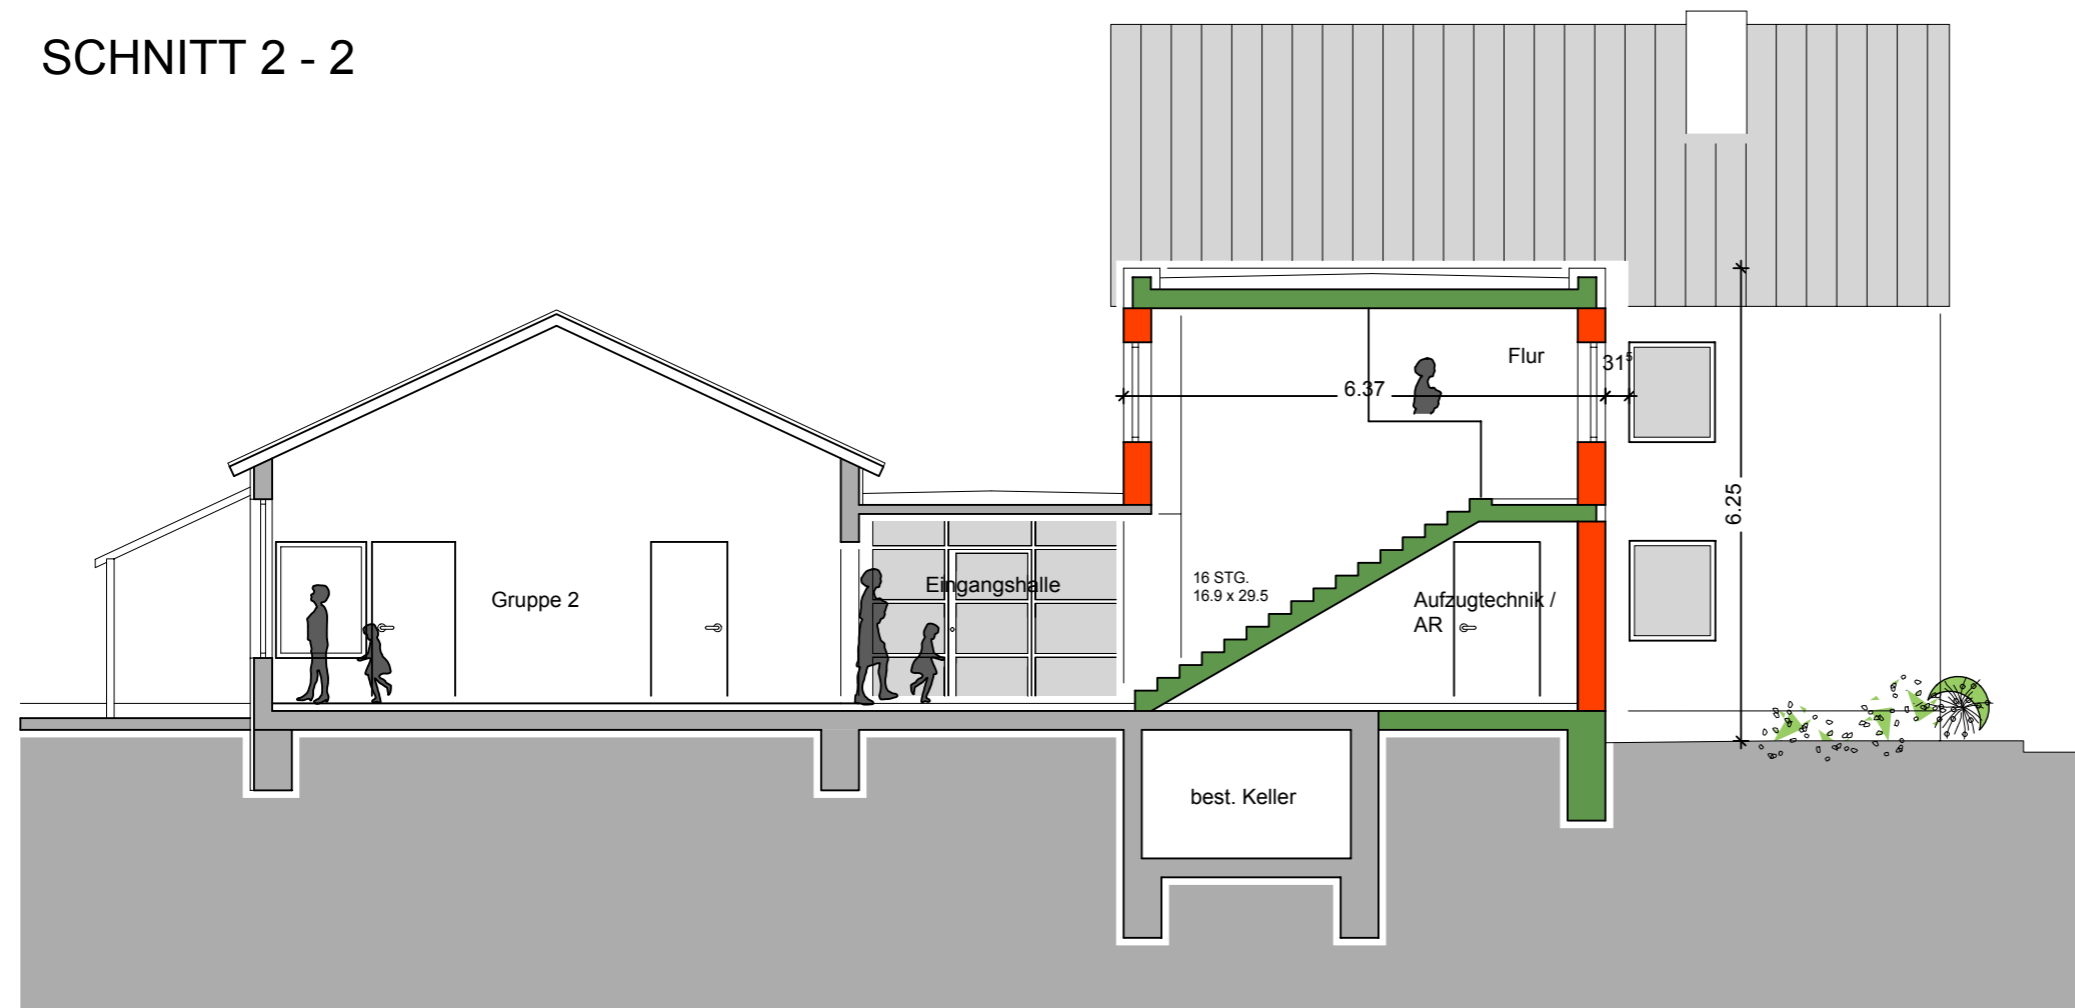 SCHNITT 2 - 2
Flur
31⁵
6.37
6.25
Gruppe 2
Eingangshalle
16 STG.
16.9 x 29.5
Aufzugtechnik /
AR
best. Keller